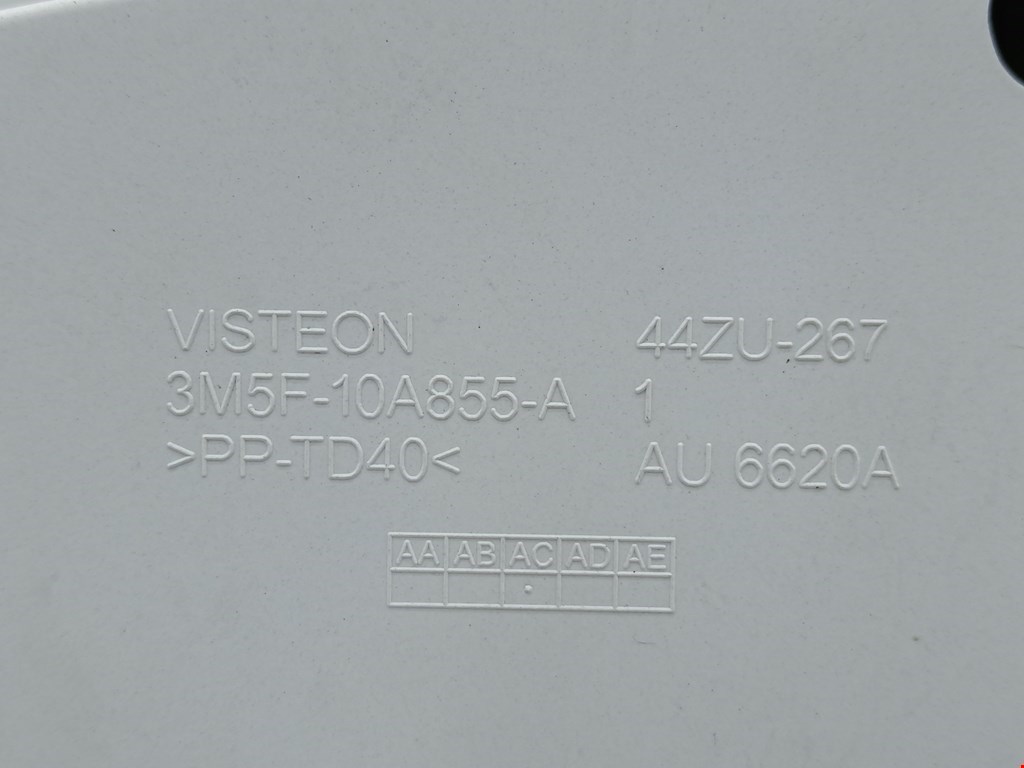 VISTEON
3M5F-10A855-A
>PP-TD40<
44ZU-267
1
AU 6620A
AA AB AC AD AE